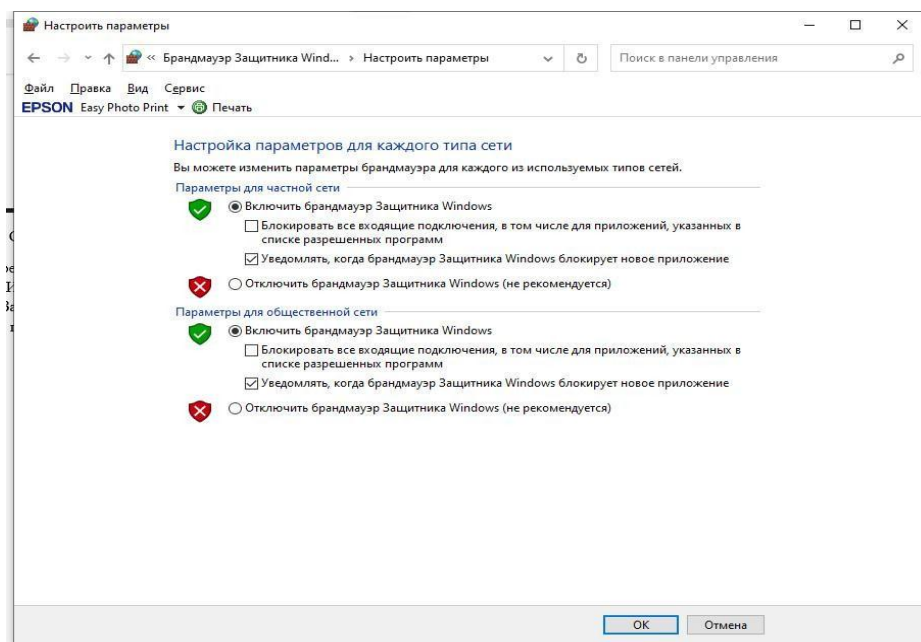 Настроить параметры
« Брандмауэр Защитника Wind... › Настроить параметры
Поиск в панели управления
Файл Правка Вид Сервис
EPSON Easy Photo Print Печать
Настройка параметров для каждого типа сети
Вы можете изменить параметры брандмауэра для каждого из используемых типов сетей.
Параметры для частной сети
Включить брандмауэр Защитника Windows
Блокировать все входящие подключения, в том числе для приложений, указанных в
списке разрешенных программ
Уведомлять, когда брандмауэр Защитника Windows блокирует новое приложение
Отключить брандмауэр Защитника Windows (не рекомендуется)
Параметры для общественной сети
Включить брандмауэр Защитника Windows
Блокировать все входящие подключения, в том числе для приложений, указанных в
списке разрешенных программ
Уведомлять, когда брандмауэр Защитника Windows блокирует новое приложение
Отключить брандмауэр Защитника Windows (не рекомендуется)
ОК Отмена